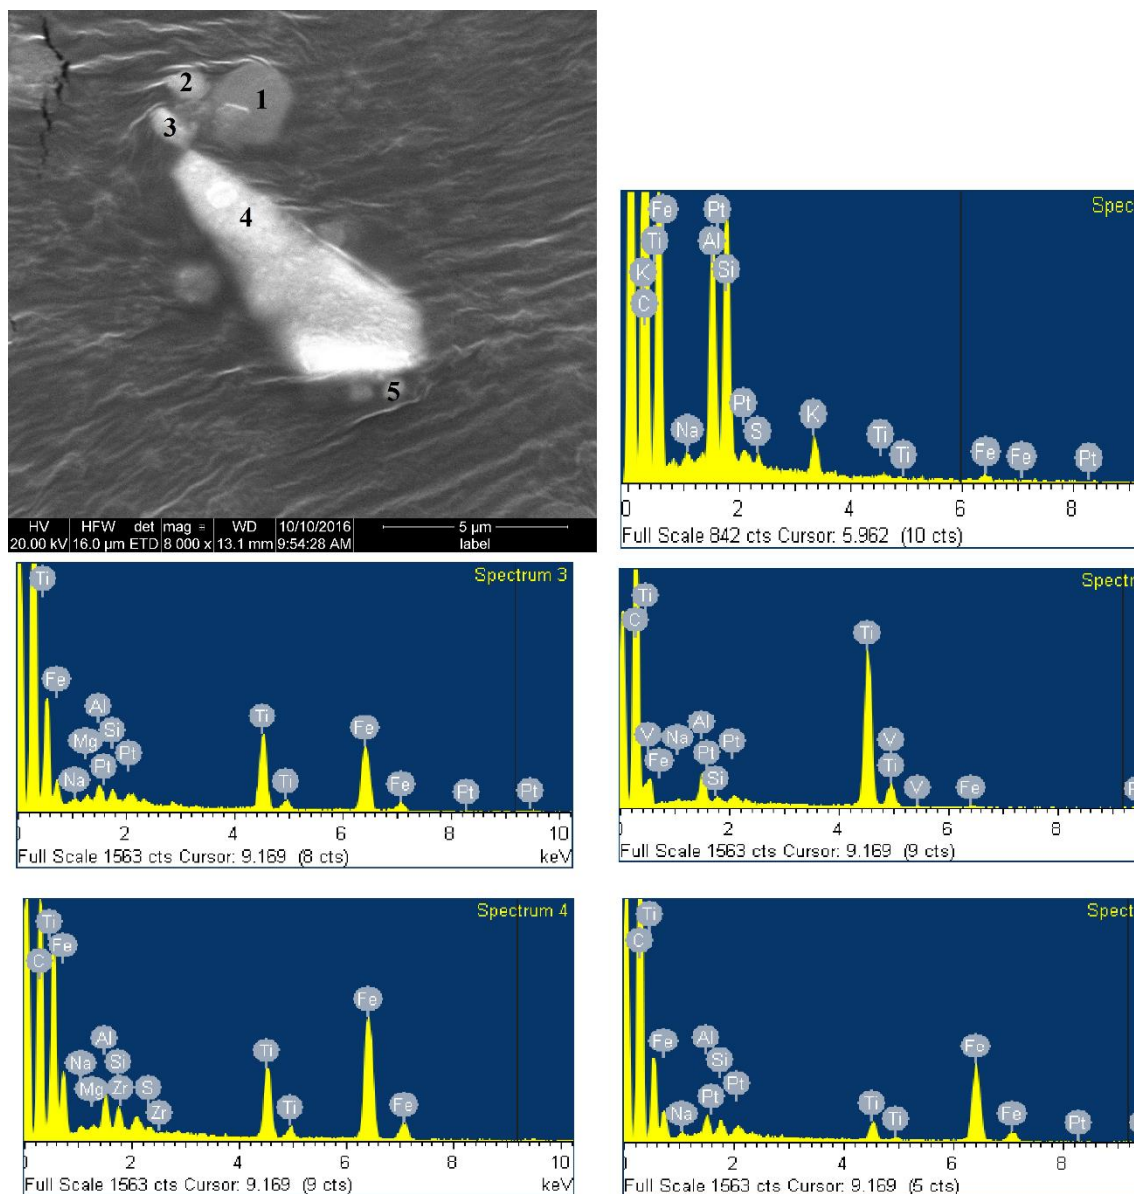 2
1
3
4
5
HV HFW det mag WD 10/10/2016 5 µm
20.00 kV 16.0 µm ETD 8 000 x 13.1 mm 9:54:28 AM label
Spec
Fe Pt
Ti Al
K Si
C
Pt K
Na S Ti Ti Fe Fe Pt
0 2 4 6 8
Full Scale 842 cts Cursor: 5.962 (10 cts)
Spectrum 3
Ti
Fe
Al Ti Fe
Mg Si
Pt
Na Pt Ti Fe Pt Pt
0 2 4 6 8 10
Full Scale 1563 cts Cursor: 9.169 (8 cts) keV
Spectr
Ti
C Ti
Al
V Na Pt V
Fe Pt Ti
Si V Fe
0 2 4 6 8
Full Scale 1563 cts Cursor: 9.169 (9 cts)
Spectrum 4
Ti
Fe
C
Fe
Al Ti
Na Si
Mg Zr S Ti Fe
Zr
2 4 6 8 10
Full Scale 1563 cts Cursor: 9.169 (9 cts) keV
Spect
Ti
C
Fe Al Fe
Si
Pt Pt
Na Ti Ti Fe Pt
2 4 6 8
Full Scale 1563 cts Cursor: 9.169 (5 cts)